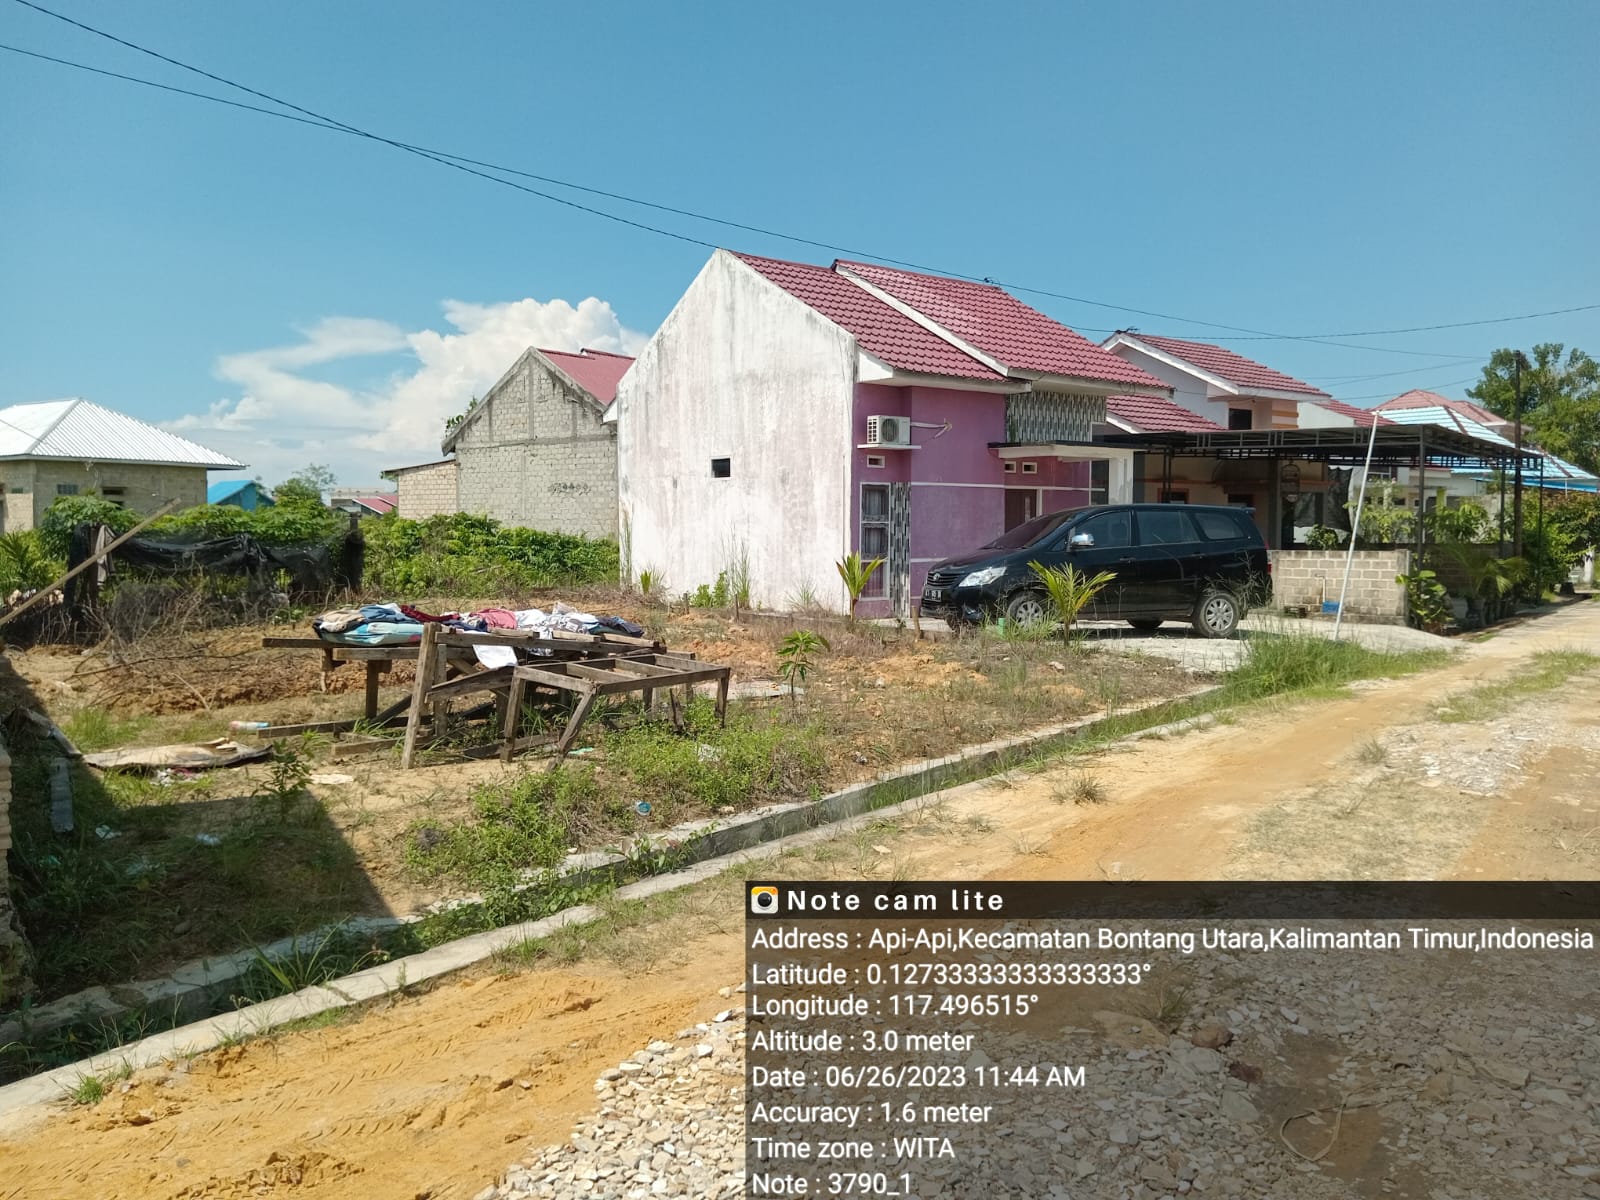 Note cam lite
Address : Api-Api,Kecamatan Bontang Utara,Kalimantan Timur,Indonesia
Latitude : 0.12733333333333333°
Longitude : 117.496515°
Altitude : 3.0 meter
Date : 06/26/2023 11:44 AM
Accuracy : 1.6 meter
Time zone : WITA
Note : 3790_1